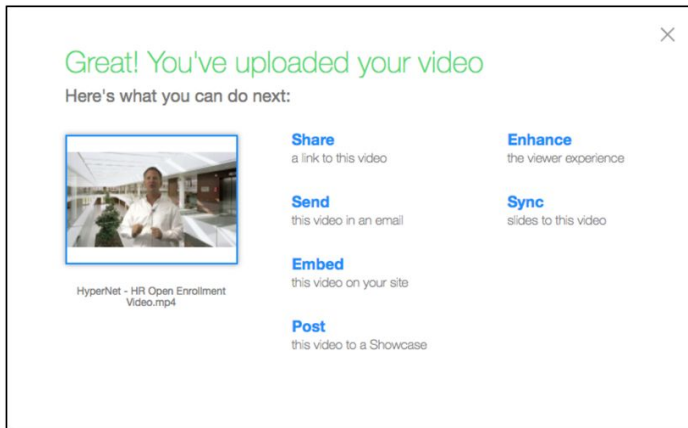 Great! You've uploaded your video
Here's what you can do next:
HyperNet - HR Open Enrollment
Video.mp4
Share
a link to this video
Send
this video in an email
Embed
this video on your site
Post
this video to a Showcase
Enhance
the viewer experience
Sync
slides to this video